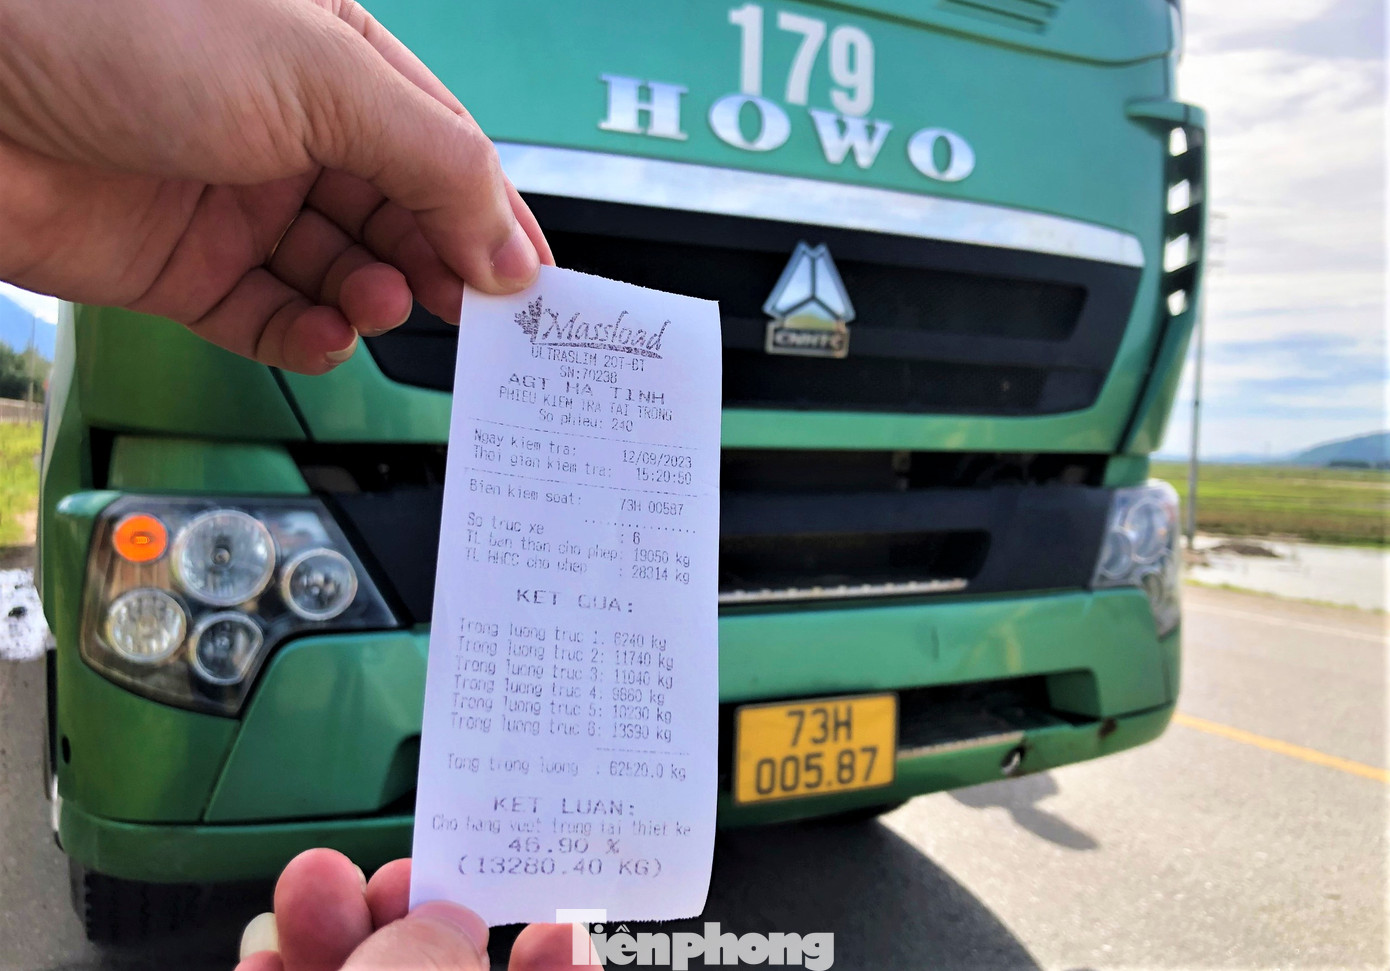 179
HOWO
CNHTC
Massload
ULTRASLIM 20T-DT
SN:70238
AGT HA TINH
PHIEU KIEM TRA TAI TRONG
So phieu: 240
Ngay kiem tra: 12/09/2023
Thoi gian kiem tra: 15:20:50
Bien kiem soat: 73H 00587
So truc xe : 6
TL ban than cho phep: 19050 kg
TL HHCC cho phep : 28314 kg
KET QUA:
Trong luong truc 1: 6240 kg
Trong luong truc 2: 11740 kg
Trong luong truc 3: 11040 kg
Trong luong truc 4: 9860 kg
Trong luong truc 5: 10230 kg
Trong luong truc 6: 13390 kg
Tong trong luong : 62520.0 kg
KET LUAN:
Cho hang vuot trong tai thiet ke
46.90 %
(13280.40 KG)
73H
005.87
Tiênphong